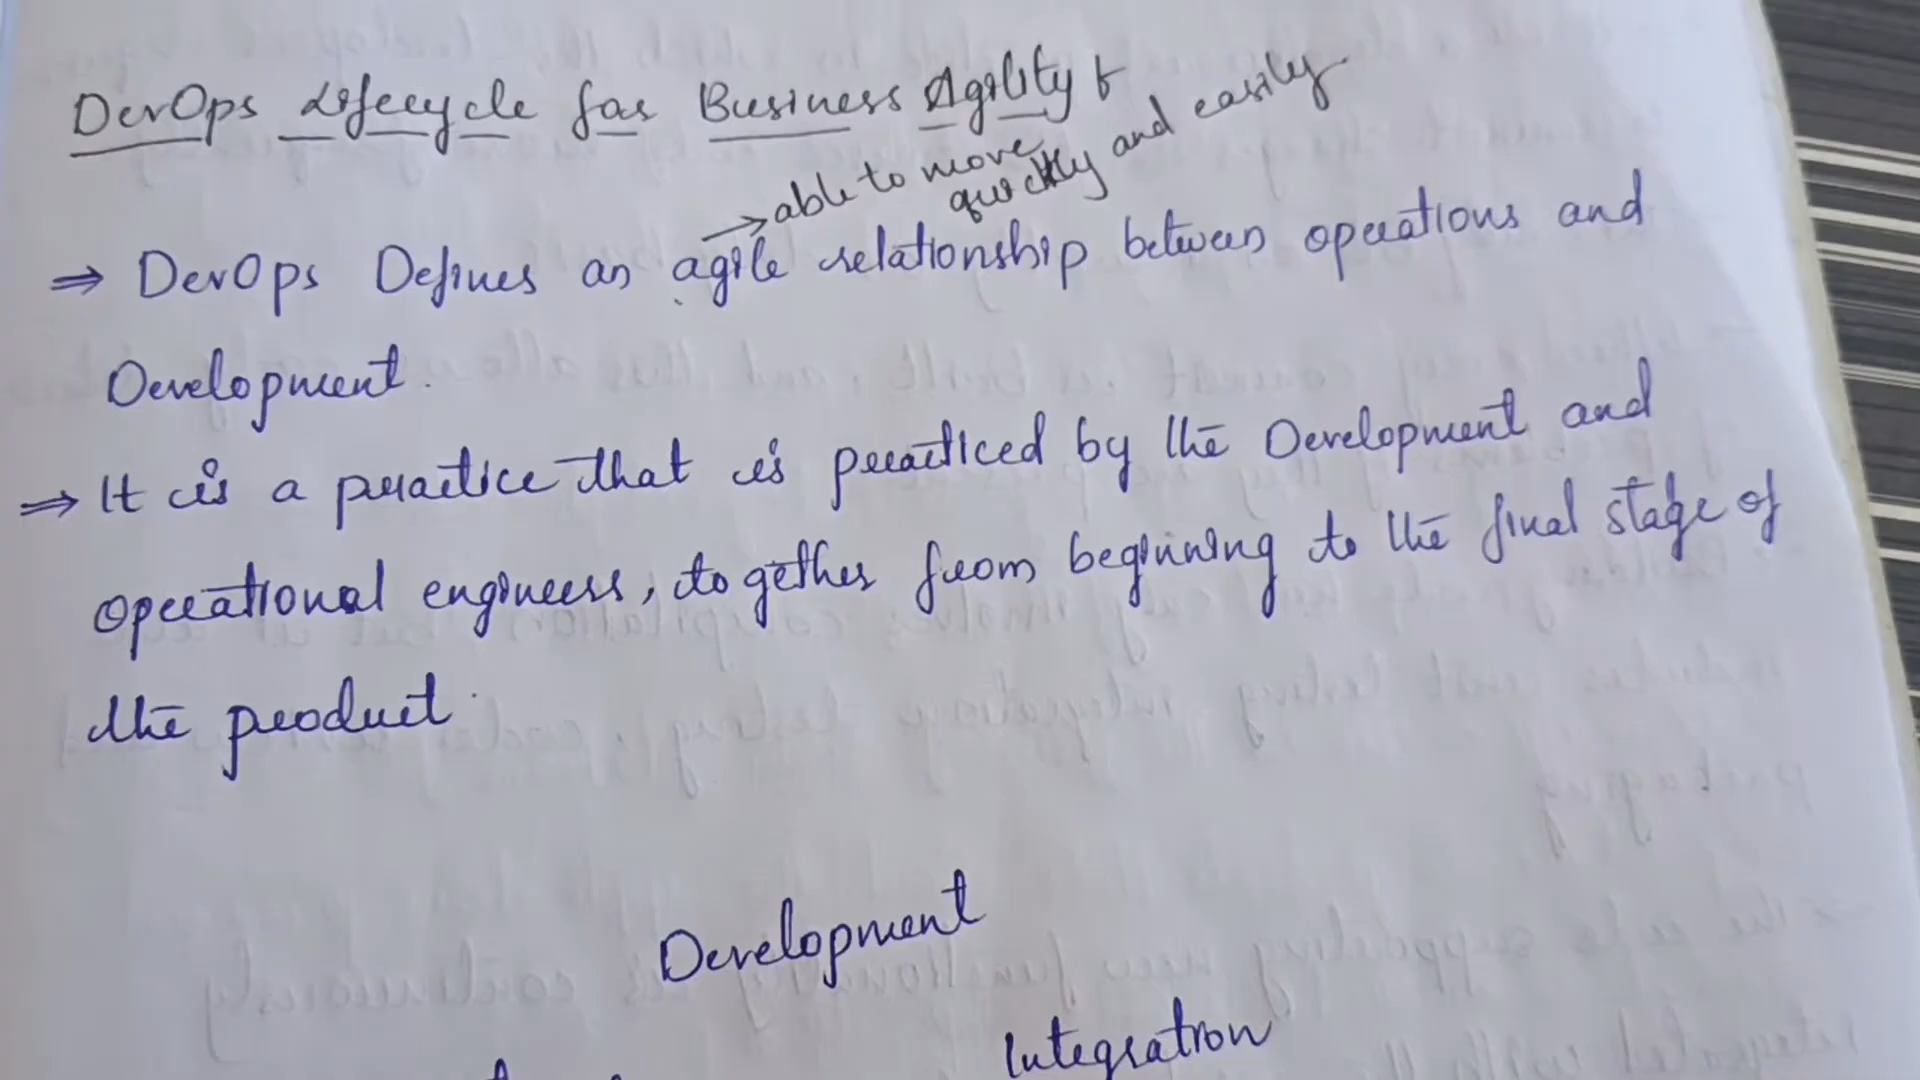 DevOps Lifecycle for Business Agility
→ able to move quickly and easily
⇒ DevOps Defines an agile relationship between operations and
Development.
⇒ It is a practice that is practiced by the Development and
operational engineers, together from beginning to the final stage of
the product.
Development
Integration